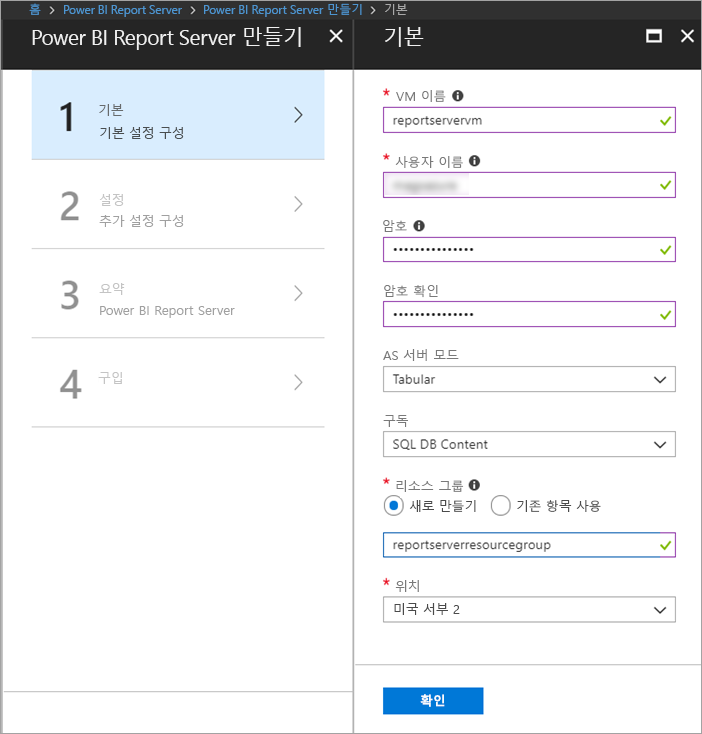 홈 > Power BI Report Server > Power BI Report Server 만들기 > 기본
Power BI Report Server 만들기
1
기본
기본 설정 구성
2
설정
추가 설정 구성
3
요약
Power BI Report Server
4
구입
기본
* VM 이름
reportservervm
* 사용자 이름
암호
•••••••••••••••
암호 확인
•••••••••••••••
AS 서버 모드
Tabular
구독
SQL DB Content
* 리소스 그룹
새로 만들기 기존 항목 사용
reportserverresourcegroup
* 위치
미국 서부 2
확인